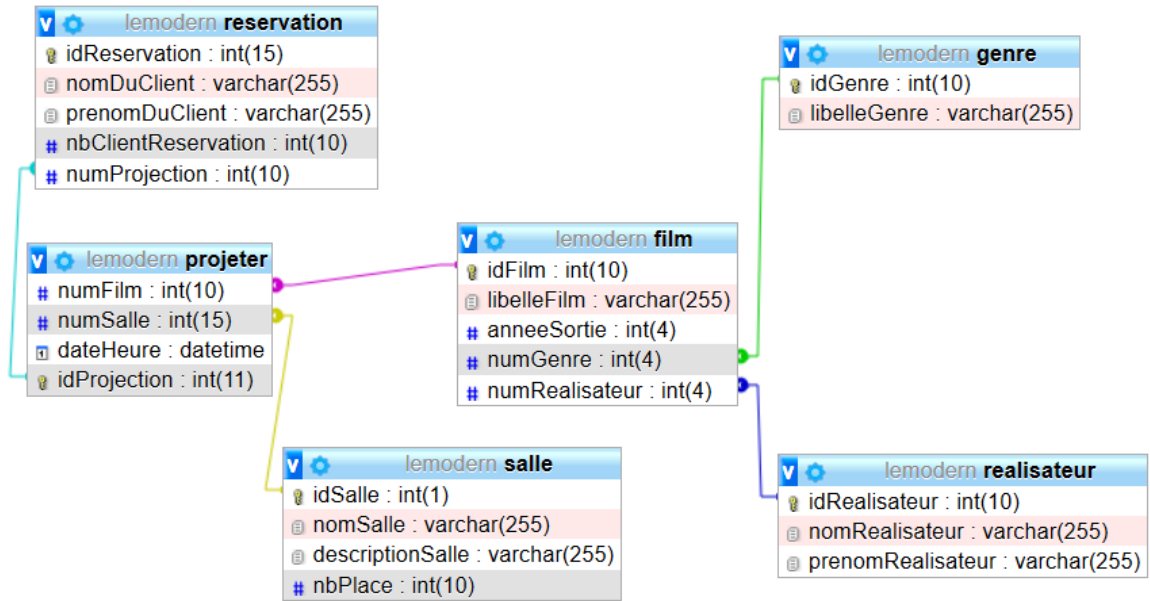 lemodern reservation
idReservation : int(15)
nomDuClient : varchar(255)
prenomDuClient : varchar(255)
nbClientReservation : int(10)
numProjection : int(10)
lemodern genre
idGenre : int(10)
libelleGenre : varchar(255)
lemodern projeter
numFilm : int(10)
numSalle : int(15)
dateHeure : datetime
idProjection : int(11)
lemodern film
idFilm : int(10)
libelleFilm : varchar(255)
anneeSortie : int(4)
numGenre : int(4)
numRealisateur : int(4)
lemodern salle
idSalle : int(1)
nomSalle : varchar(255)
descriptionSalle : varchar(255)
nbPlace : int(10)
lemodern realisateur
idRealisateur : int(10)
nomRealisateur : varchar(255)
prenomRealisateur : varchar(255)